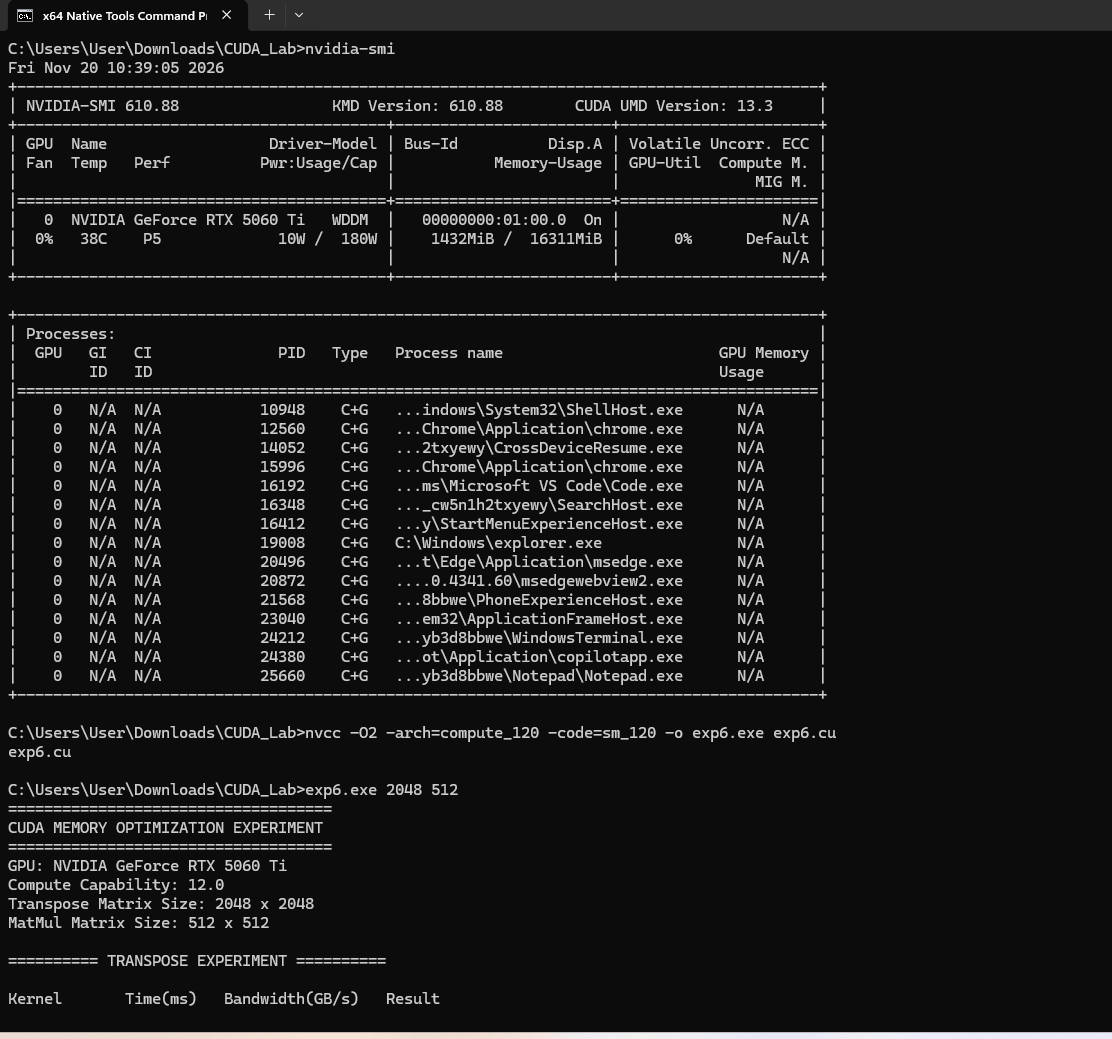 x64 Native Tools Command Pr
C:\Users\User\Downloads\CUDA_Lab>nvidia-smi
Fri Nov 20 10:39:05 2026
+-----------------------------------------------------------------------------------------+
| NVIDIA-SMI 610.88                 KMD Version: 610.88        CUDA UMD Version: 13.3     |
+-----------------------------------------+------------------------+----------------------+
| GPU  Name                  Driver-Model | Bus-Id          Disp.A | Volatile Uncorr. ECC |
| Fan  Temp   Perf          Pwr:Usage/Cap |           Memory-Usage | GPU-Util  Compute M. |
|                                         |                        |               MIG M. |
|=========================================+========================+======================|
|   0  NVIDIA GeForce RTX 5060 Ti   WDDM  |   00000000:01:00.0  On |                  N/A |
|  0%   38C    P5             10W /  180W |    1432MiB /  16311MiB |      0%      Default |
|                                         |                        |                  N/A |
+-----------------------------------------+------------------------+----------------------+
+-----------------------------------------------------------------------------------------+
| Processes:                                                                              |
|  GPU   GI   CI              PID   Type   Process name                        GPU Memory |
|        ID   ID                                                               Usage      |
|=========================================================================================|
|    0   N/A  N/A           10948    C+G   ...indows\System32\ShellHost.exe      N/A      |
|    0   N/A  N/A           12560    C+G   ...Chrome\Application\chrome.exe      N/A      |
|    0   N/A  N/A           14052    C+G   ...2txyewy\CrossDeviceResume.exe      N/A      |
|    0   N/A  N/A           15996    C+G   ...Chrome\Application\chrome.exe      N/A      |
|    0   N/A  N/A           16192    C+G   ...ms\Microsoft VS Code\Code.exe      N/A      |
|    0   N/A  N/A           16348    C+G   ..._cw5n1h2txyewy\SearchHost.exe      N/A      |
|    0   N/A  N/A           16412    C+G   ...y\StartMenuExperienceHost.exe      N/A      |
|    0   N/A  N/A           19008    C+G   C:\Windows\explorer.exe               N/A      |
|    0   N/A  N/A           20496    C+G   ...t\Edge\Application\msedge.exe      N/A      |
|    0   N/A  N/A           20872    C+G   ....0.4341.60\msedgewebview2.exe      N/A      |
|    0   N/A  N/A           21568    C+G   ...8bbwe\PhoneExperienceHost.exe      N/A      |
|    0   N/A  N/A           23040    C+G   ...em32\ApplicationFrameHost.exe      N/A      |
|    0   N/A  N/A           24212    C+G   ...yb3d8bbwe\WindowsTerminal.exe      N/A      |
|    0   N/A  N/A           24380    C+G   ...ot\Application\copilotapp.exe      N/A      |
|    0   N/A  N/A           25660    C+G   ...yb3d8bbwe\Notepad\Notepad.exe      N/A      |
+-----------------------------------------------------------------------------------------+
C:\Users\User\Downloads\CUDA_Lab>nvcc -O2 -arch=compute_120 -code=sm_120 -o exp6.exe exp6.cu
exp6.cu
C:\Users\User\Downloads\CUDA_Lab>exp6.exe 2048 512
====================================
CUDA MEMORY OPTIMIZATION EXPERIMENT
====================================
GPU: NVIDIA GeForce RTX 5060 Ti
Compute Capability: 12.0
Transpose Matrix Size: 2048 x 2048
MatMul Matrix Size: 512 x 512
========== TRANSPOSE EXPERIMENT ==========
Kernel       Time(ms)   Bandwidth(GB/s)   Result